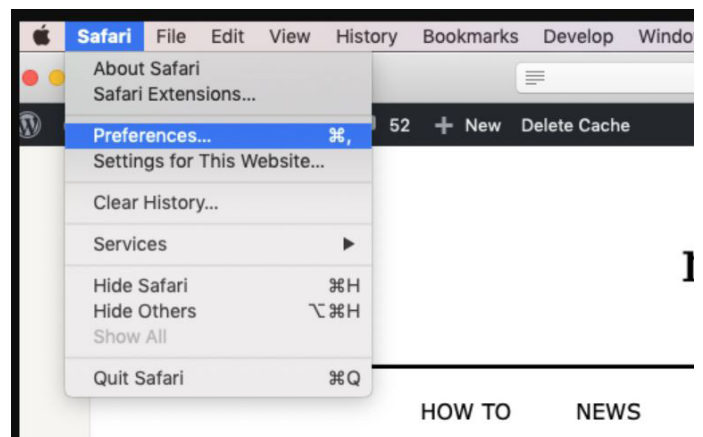 Safari File Edit View History Bookmarks Develop
About Safari
Safari Extensions...
52 + New Delete Cache
Preferences... ⌘,
Settings for This Website...
Clear History...
Services ▶
Hide Safari ⌘H
Hide Others ⌥⌘H
Show All
Quit Safari ⌘Q
HOW TO NEWS